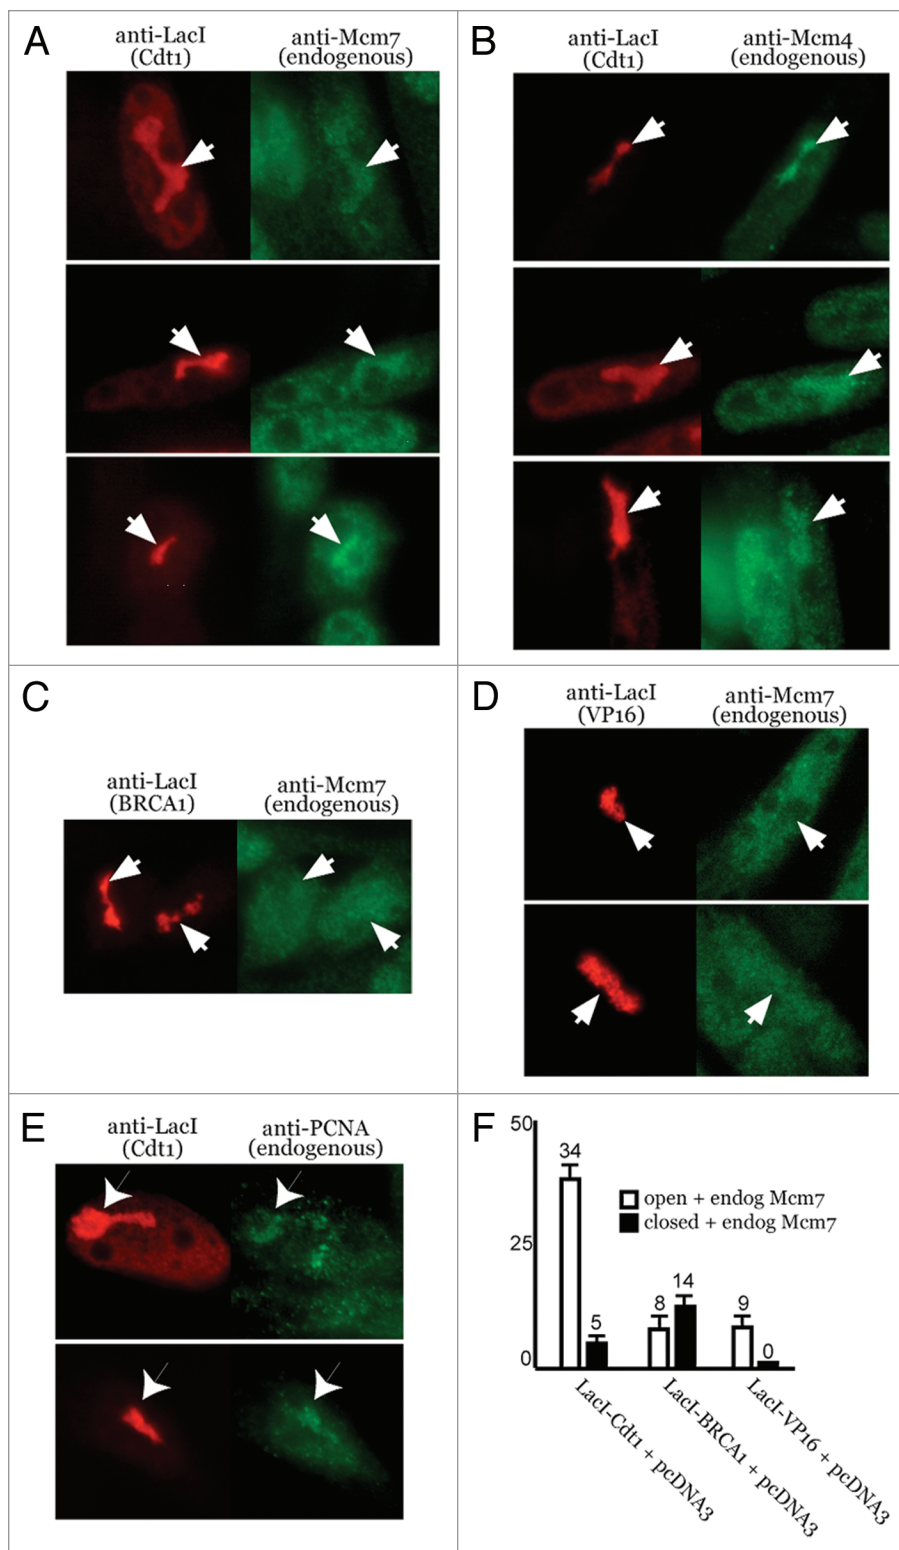 A
anti-LacI
(Cdt1)
anti-Mcm7
(endogenous)
B
anti-LacI
(Cdt1)
anti-Mcm4
(endogenous)
C
anti-LacI
(BRCA1)
anti-Mcm7
(endogenous)
D
anti-LacI
(VP16)
anti-Mcm7
(endogenous)
E
anti-LacI
(Cdt1)
anti-PCNA
(endogenous)
F
50
25
0
34
5
8
14
9
0
open + endog Mcm7
closed + endog Mcm7
LacI-Cdt1 + pcDNA3
LacI-BRCA1 + pcDNA3
LacI-VP16 + pcDNA3